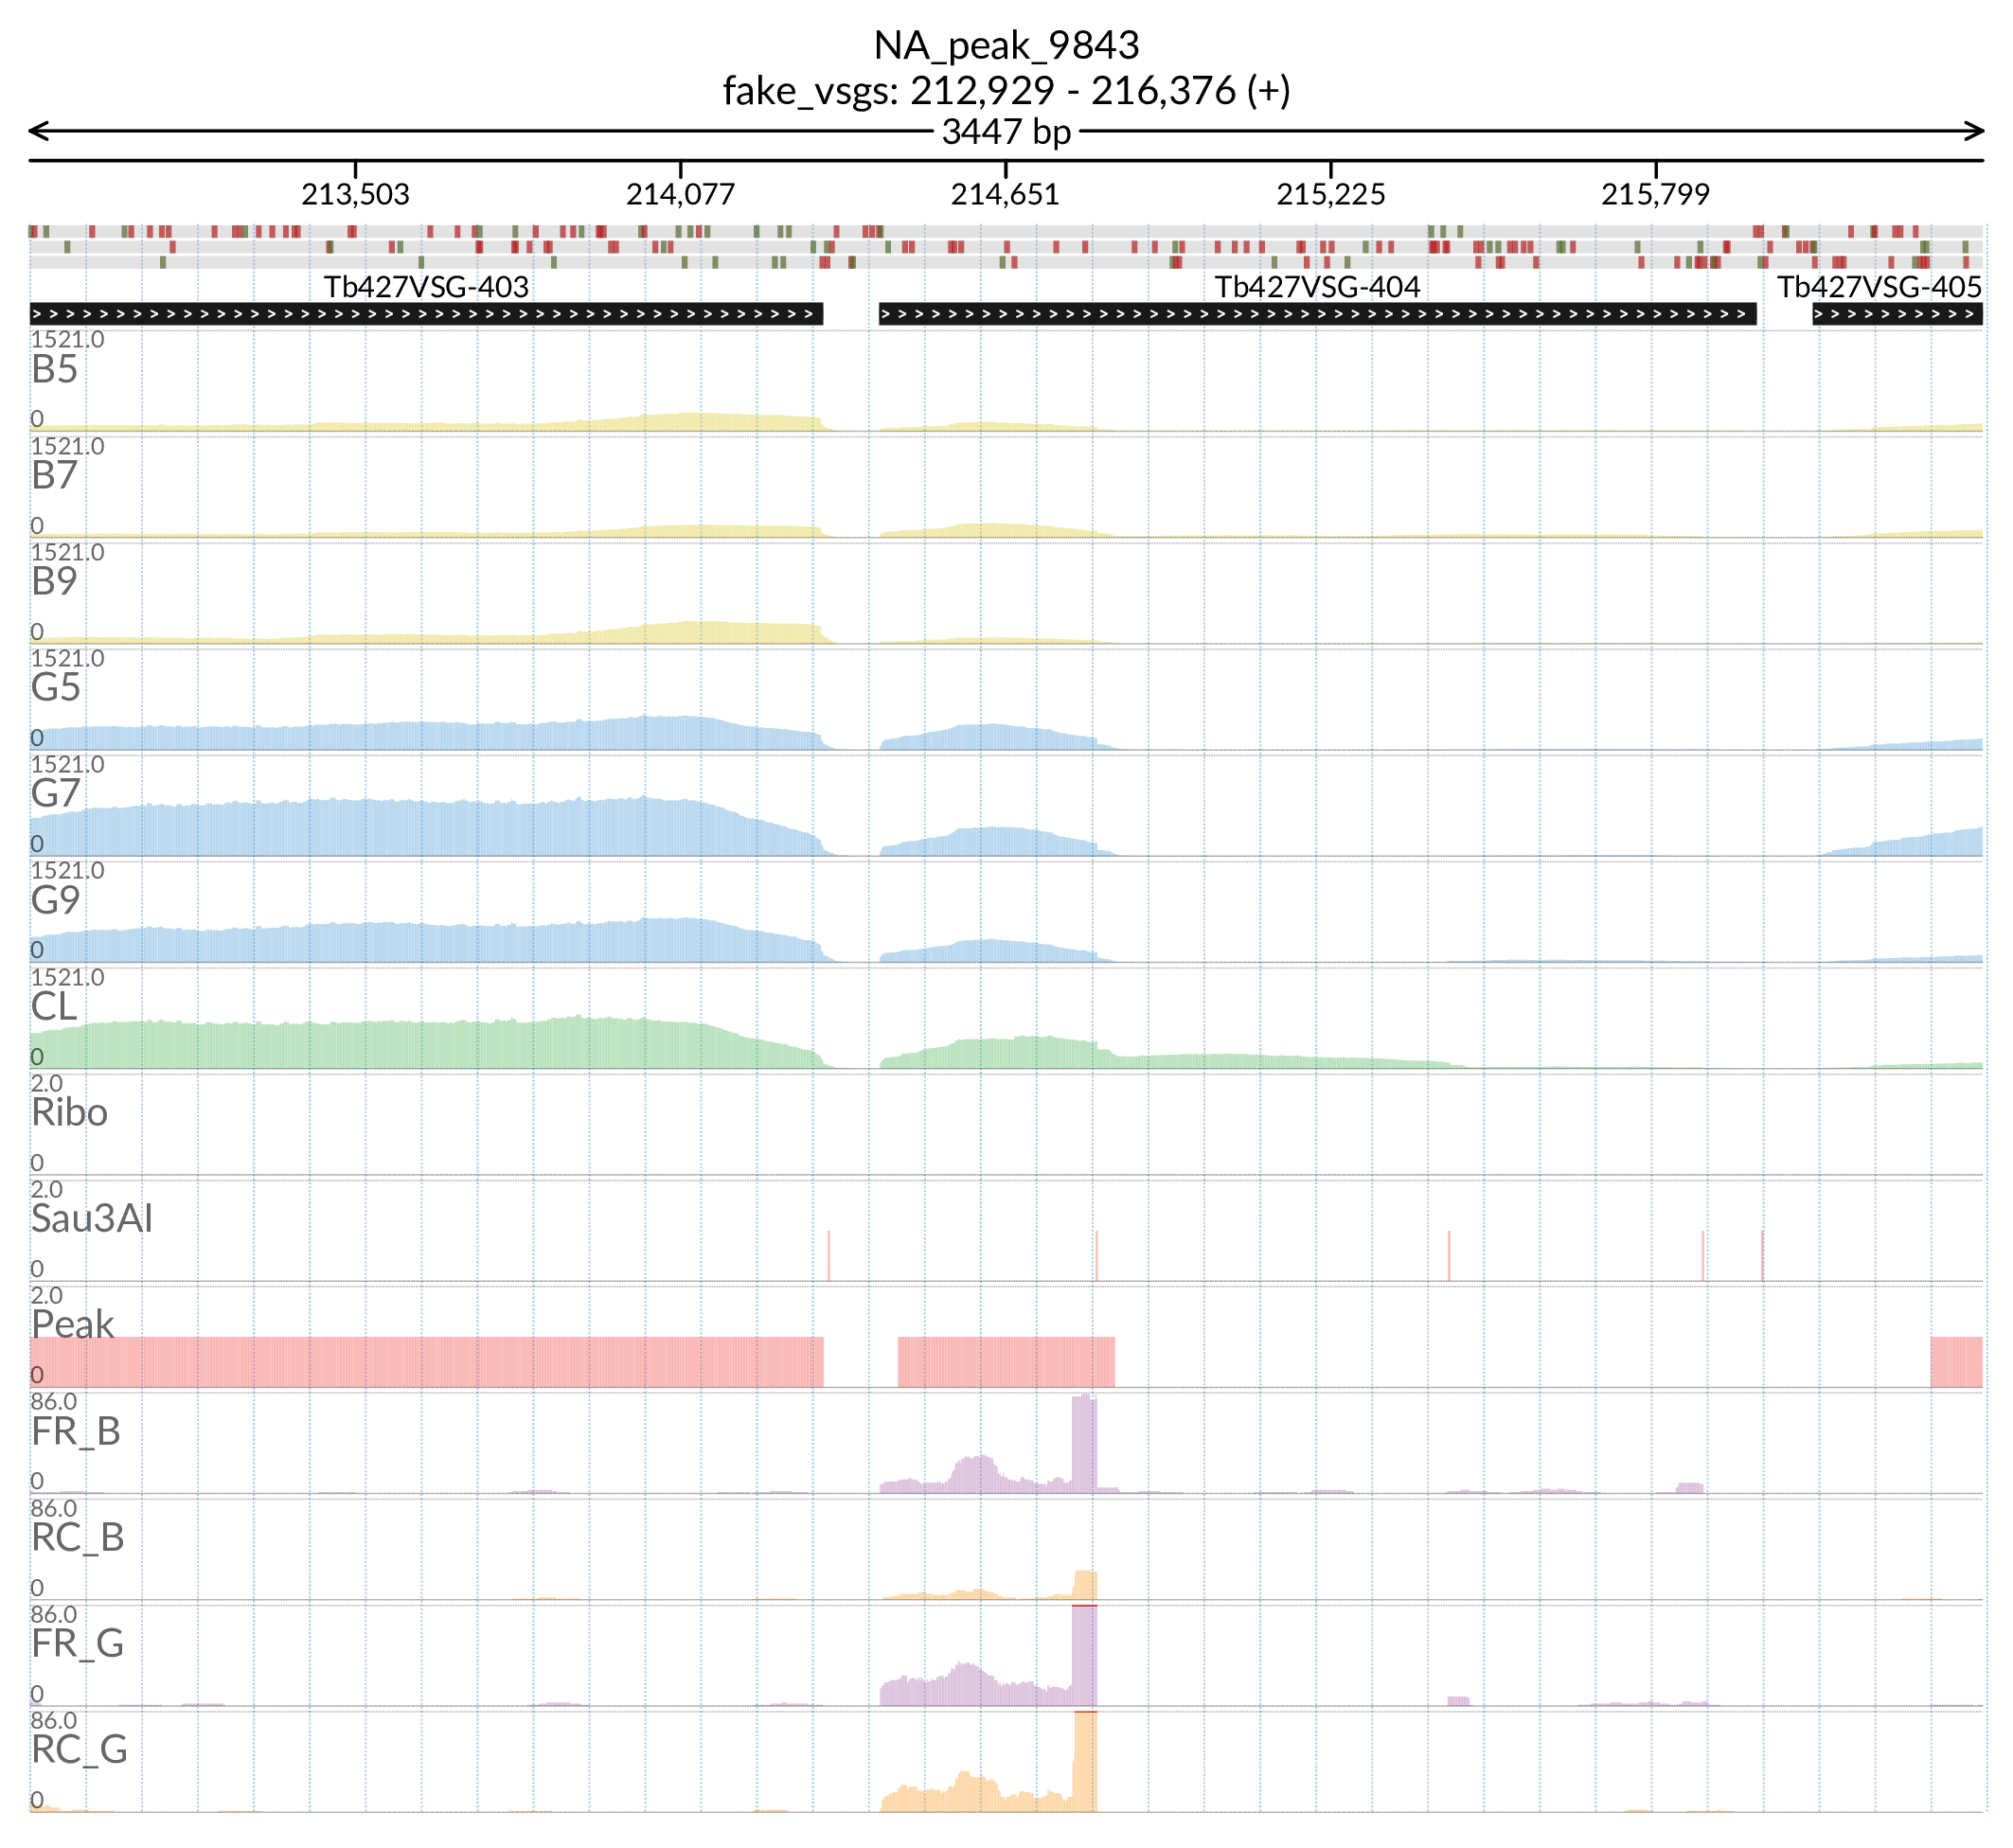 NA_peak_9843
fake_vsgs: 212,929 - 216,376 (+)
3447 bp
213,503 214,077 214,651 215,225 215,799
Tb427VSG-403 Tb427VSG-404 Tb427VSG-405
1521.0
B5
0
1521.0
B7
0
1521.0
B9
0
1521.0
G5
0
1521.0
G7
0
1521.0
G9
0
1521.0
CL
0
2.0
Ribo
0
2.0
Sau3AI
0
2.0
Peak
0
86.0
FR_B
0
86.0
RC_B
0
86.0
FR_G
0
86.0
RC_G
0